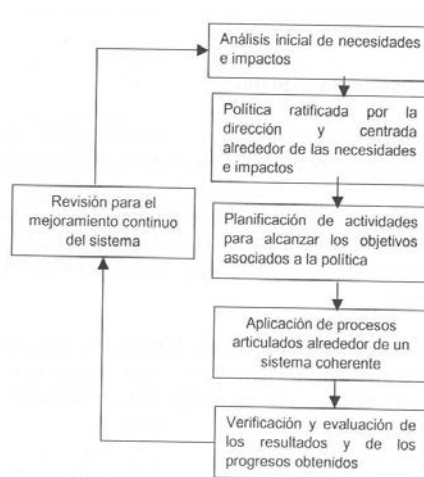 Análisis inicial de necesidades
e impactos
Política ratificada por la
dirección y centrada
alrededor de las necesidades
e impactos
Revisión para el
mejoramiento continuo
del sistema
Planificación de actividades
para alcanzar los objetivos
asociados a la política
Aplicación de procesos
articulados alrededor de un
sistema coherente
Verificación y evaluación de
los resultados y de los
progresos obtenidos